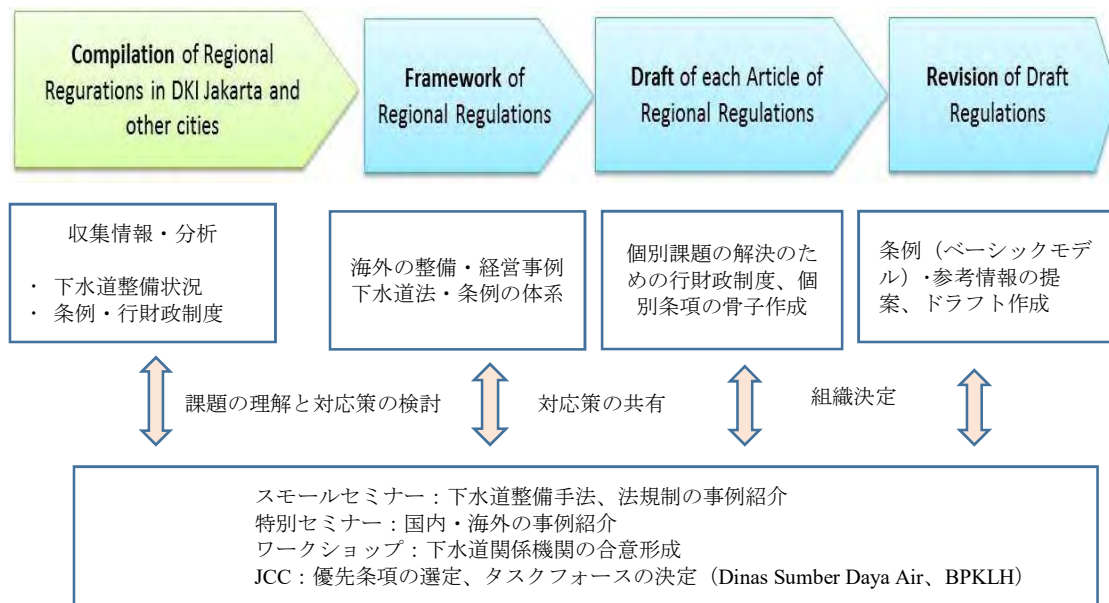 Compilation of Regional
Regurations in DKI Jakarta and
other cities
Framework of
Regional Regulations
Draft of each Article of
Regional Regulations
Revision of Draft
Regulations
収集情報・分析
・ 下水道整備状況
・ 条例・行財政制度
海外の整備・経営事例
下水道法・条例の体系
個別課題の解決のた
めの行財政制度、個
別条項の骨子作成
条例（ベーシックモデ
ル）・参考情報の提
案、ドラフト作成
課題の理解と対応策の検討
対応策の共有
組織決定
スモールセミナー：下水道整備手法、法規制の事例紹介
特別セミナー：国内・海外の事例紹介
ワークショップ：下水道関係機関の合意形成
JCC：優先条項の選定、タスクフォースの決定（Dinas Sumber Daya Air、BPKLH）